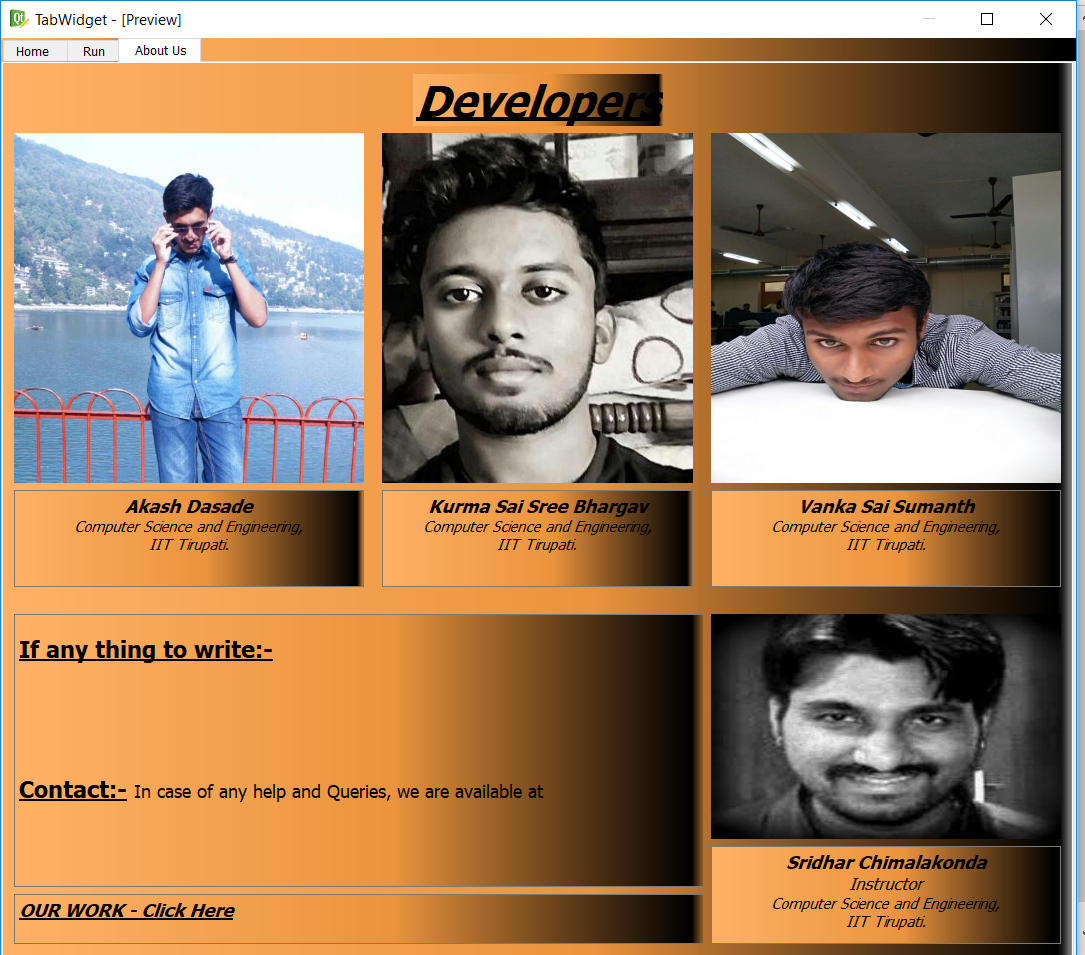 TabWidget - [Preview]
Home Run About Us
Developers
Akash Dasade
Computer Science and Engineering,
IIT Tirupati.
Kurma Sai Sree Bhargav
Computer Science and Engineering,
IIT Tirupati.
Vanka Sai Sumanth
Computer Science and Engineering,
IIT Tirupati.
If any thing to write:-
Contact:- In case of any help and Queries, we are available at
OUR WORK - Click Here
Sridhar Chimalakonda
Instructor
Computer Science and Engineering,
IIT Tirupati.